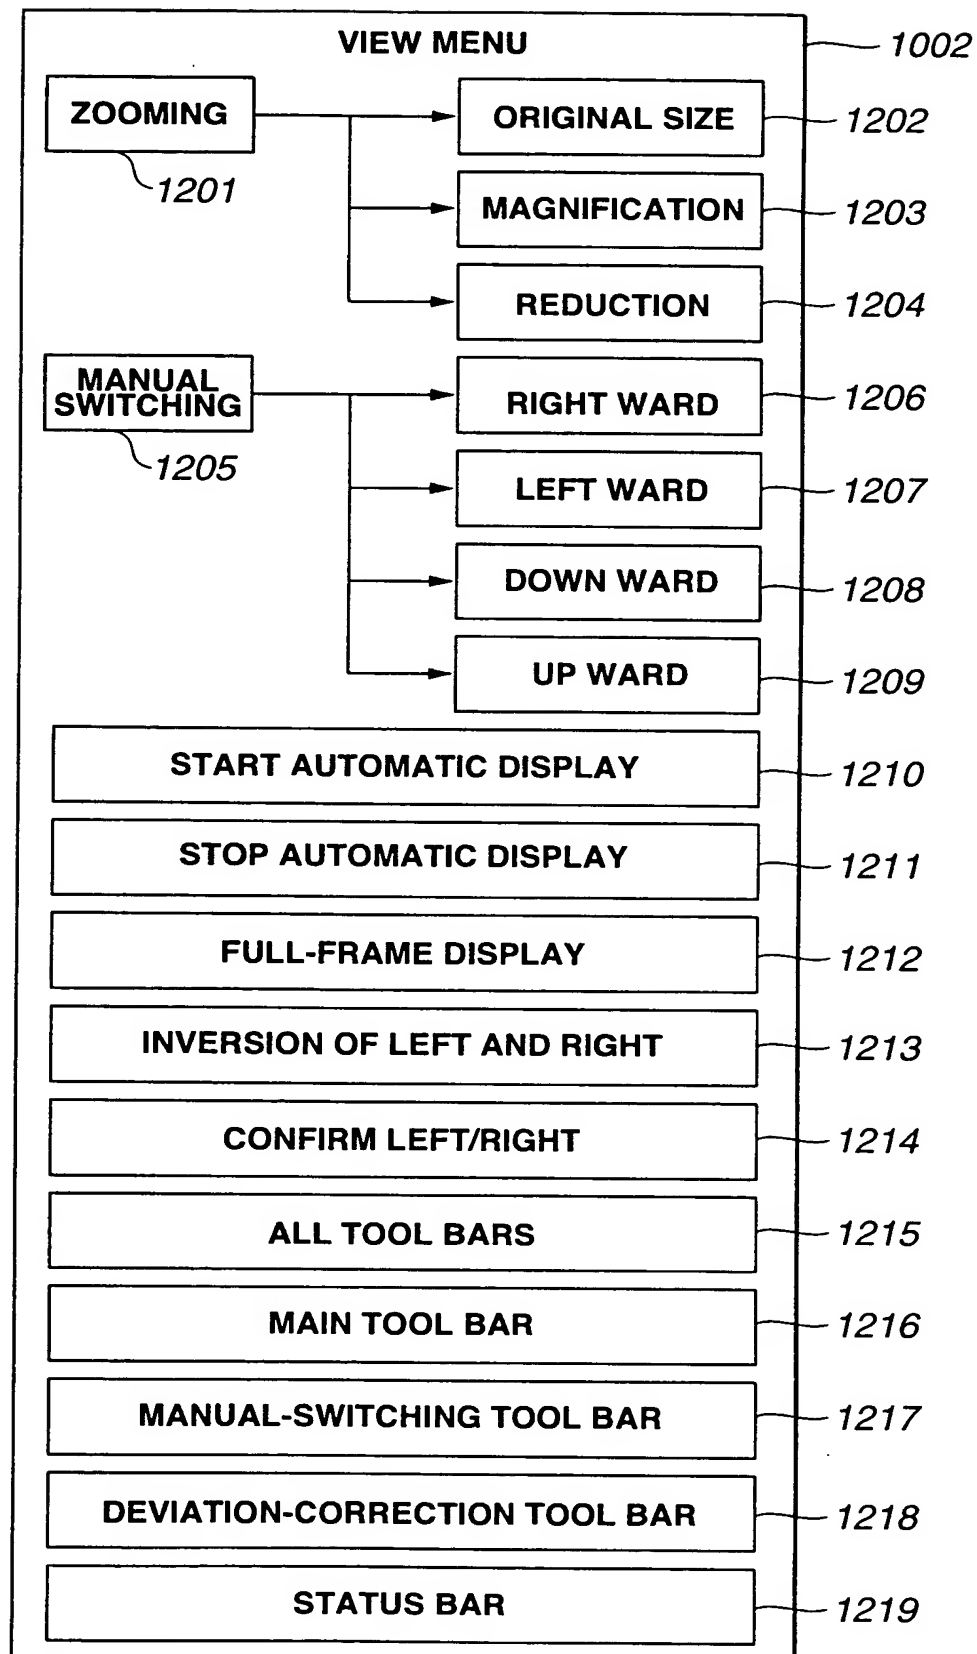 VIEW MENU
1002
ZOOMING
1201
ORIGINAL SIZE
1202
MAGNIFICATION
1203
REDUCTION
1204
MANUAL
SWITCHING
1205
RIGHT WARD
1206
LEFT WARD
1207
DOWN WARD
1208
UP WARD
1209
START AUTOMATIC DISPLAY
1210
STOP AUTOMATIC DISPLAY
1211
FULL-FRAME DISPLAY
1212
INVERSION OF LEFT AND RIGHT
1213
CONFIRM LEFT/RIGHT
1214
ALL TOOL BARS
1215
MAIN TOOL BAR
1216
MANUAL-SWITCHING TOOL BAR
1217
DEVIATION-CORRECTION TOOL BAR
1218
STATUS BAR
1219